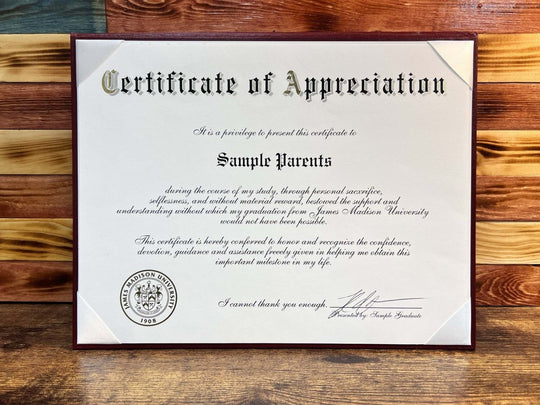 Certificate of Appreciation
It is a privilege to present this certificate to
Sample Parents
during the course of my study, through personal sacxrifice,
selflessness, and without material reward, bestowed the support and
understanding without which my graduation from James Madison University
would not have been possible.
This certificate is hereby conferred to honor and recognise the confidence,
devotion, guidance and assistance freely given in helping me obtain this
important milestone in my life.
JAMES MADISON UNIVERSITY
1908
I cannot thank you enough.
Presented by: Sample Graduate